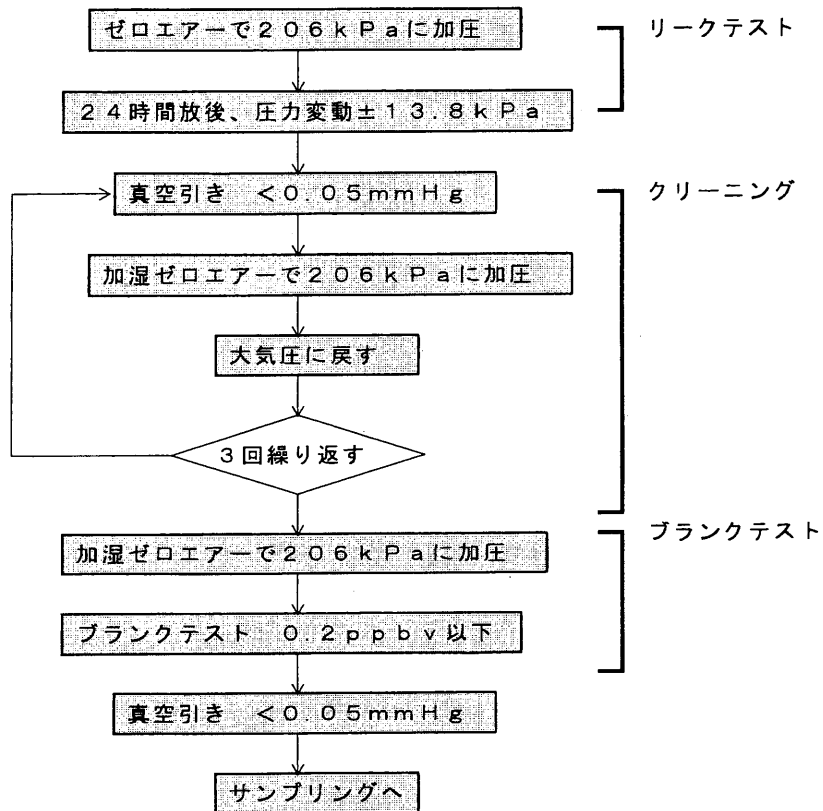 ゼロエアーで206kPaに加圧
リークテスト
24時間放後、圧力変動±13.8kPa
真空引き <0.05mmHg
クリーニング
加湿ゼロエアーで206kPaに加圧
大気圧に戻す
3回繰り返す
ブランクテスト
加湿ゼロエアーで206kPaに加圧
ブランクテスト 0.2ppbv以下
真空引き <0.05mmHg
サンプリングへ